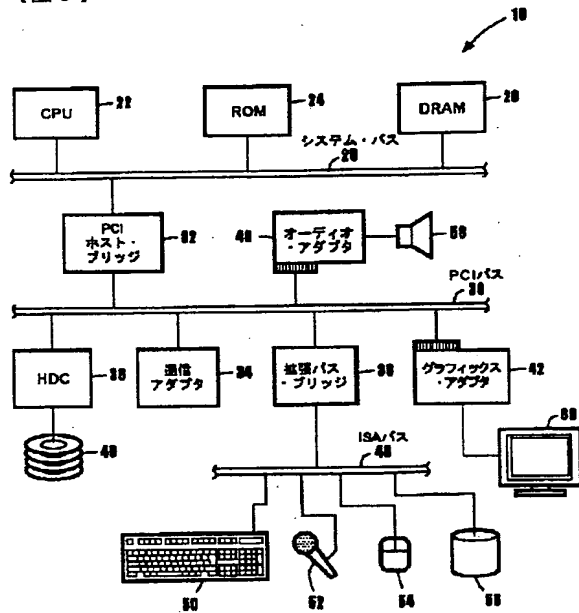 10
CPU
22
ROM
24
DRAM
システム・バス
PCI
ホスト・
ブリッジ
32
オーディオ
・アダプタ
PCIバス
30
HDC
通信
アダプタ
34
拡張バス
・ブリッジ
グラフィックス
・アダプタ
42
ISAバス
50
52
54